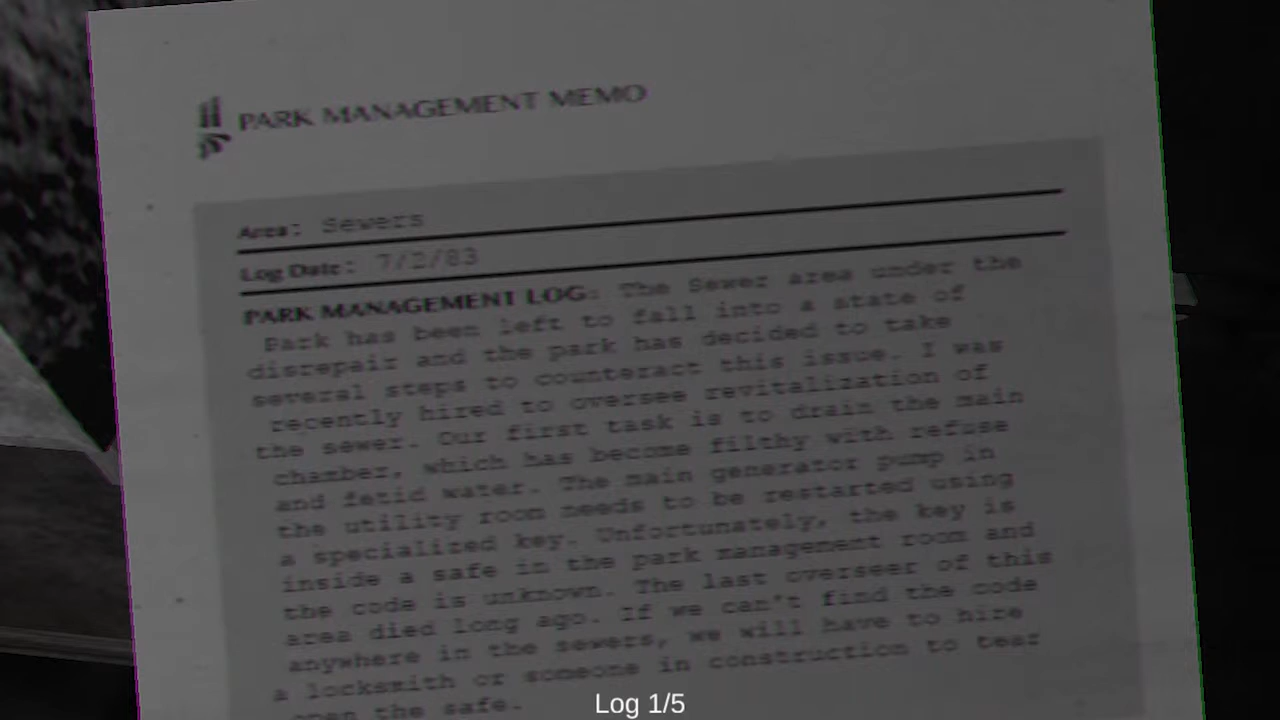 PARK MANAGEMENT MEMO
Area: Sewers
Log Date: 7/2/83
PARK MANAGEMENT LOG: The Sewer area under the
Park has been left to fall into a state of
disrepair and the park has decided to take
several steps to counteract this issue. I was
recently hired to oversee revitalization of
the sewer. Our first task is to drain the main
chamber, which has become filthy with refuse
and fetid water. The main generator pump in
the utility room needs to be restarted using
a specialized key. Unfortunately, the key is
inside a safe in the park management room and
the code is unknown. The last overseer of this
area died long ago. If we can't find the code
anywhere in the sewers, we will have to hire
a locksmith or someone in construction to tear
open the safe.
Log 1/5